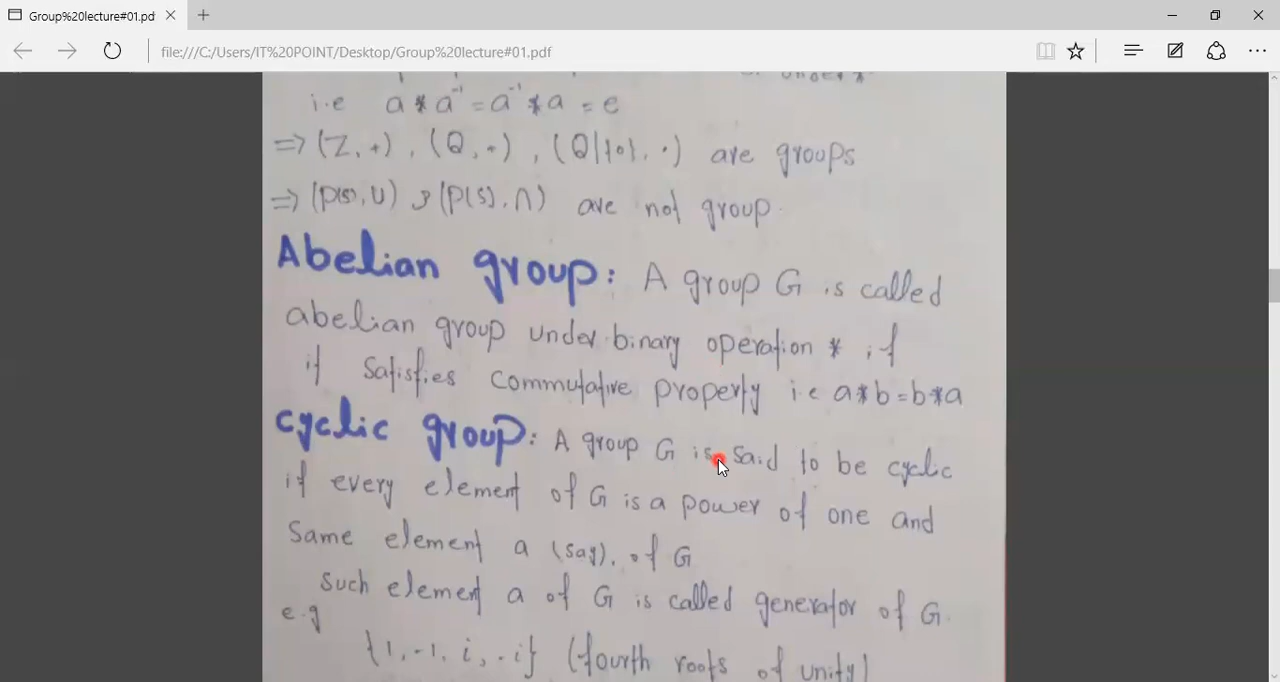 Group%20lecture#01.pd
file:///C:/Users/IT%20POINT/Desktop/Group%20lecture#01.pdf
i.e a * a⁻¹ = a⁻¹ * a = e
=> (Z, +), (Q, +), (Q|{0}, ·) are groups
=> (P(S), U) , (P(S), ∩) are not group.
Abelian group: A group G is called
abelian group under binary operation * if
it satisfies commutative property i.e a*b=b*a
cyclic group: A group G is said to be cyclic
if every element of G is a power of one and
Same element a (say), of G
Such element a of G is called generator of G.
e.g
{1, -1, i, -i} (fourth roots of unity)